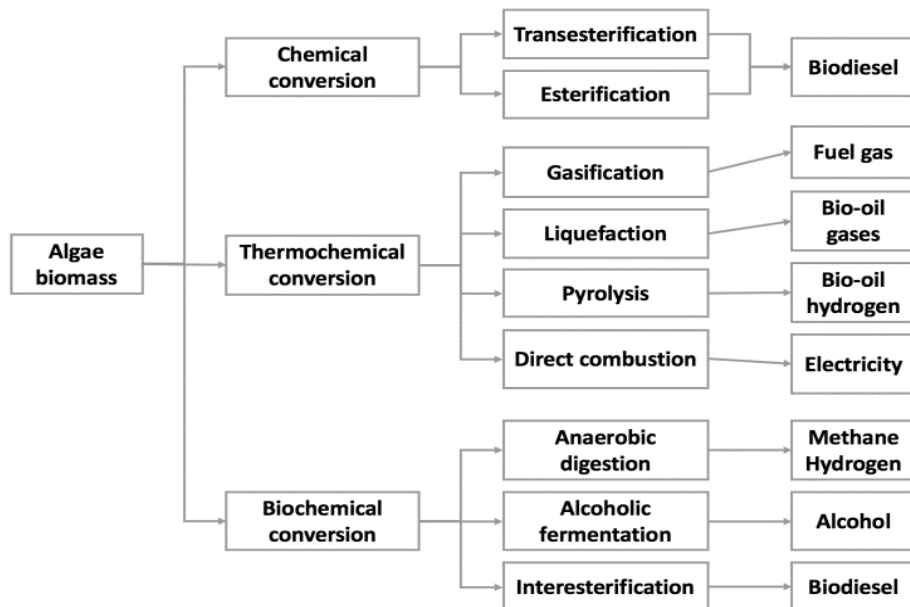 Algae
biomass
Chemical
conversion
Transesterification
Esterification
Biodiesel
Thermochemical
conversion
Gasification
Fuel gas
Liquefaction
Bio-oil
gases
Pyrolysis
Bio-oil
hydrogen
Direct combustion
Electricity
Biochemical
conversion
Anaerobic
digestion
Methane
Hydrogen
Alcoholic
fermentation
Alcohol
Interesterification
Biodiesel